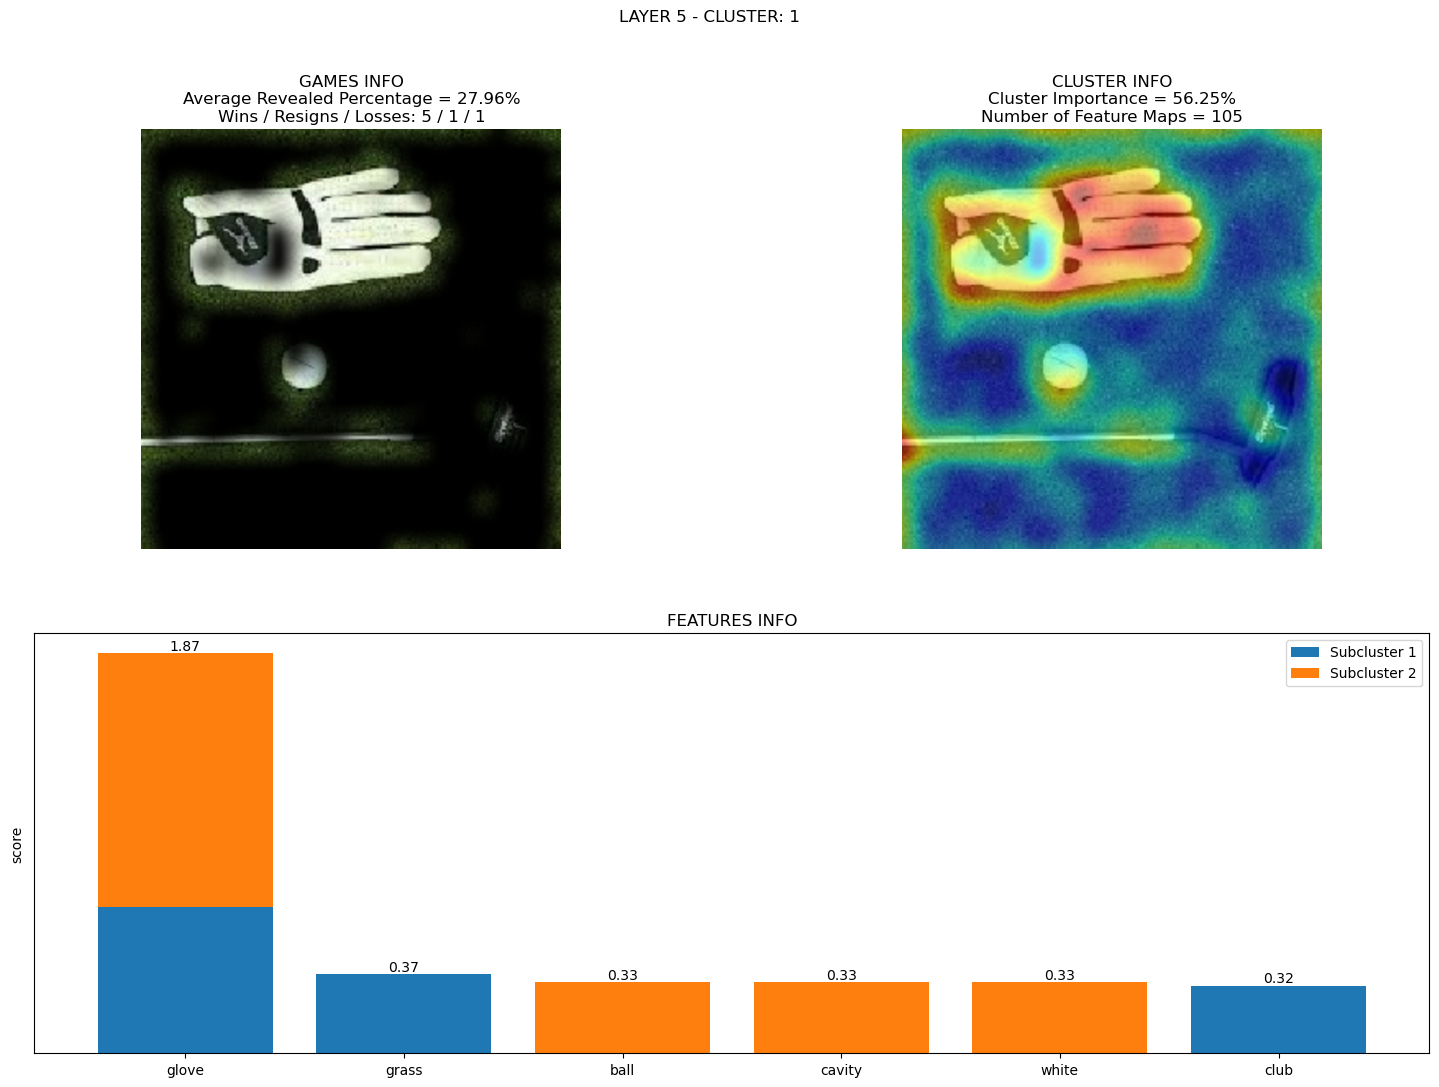 LAYER 5 - CLUSTER: 1
GAMES INFO
Average Revealed Percentage = 27.96%
Wins / Resigns / Losses: 5 / 1 / 1
CLUSTER INFO
Cluster Importance = 56.25%
Number of Feature Maps = 105
FEATURES INFO
Subcluster 1
Subcluster 2
score
1.87
0.37
0.33
0.33
0.33
0.32
glove
grass
ball
cavity
white
club